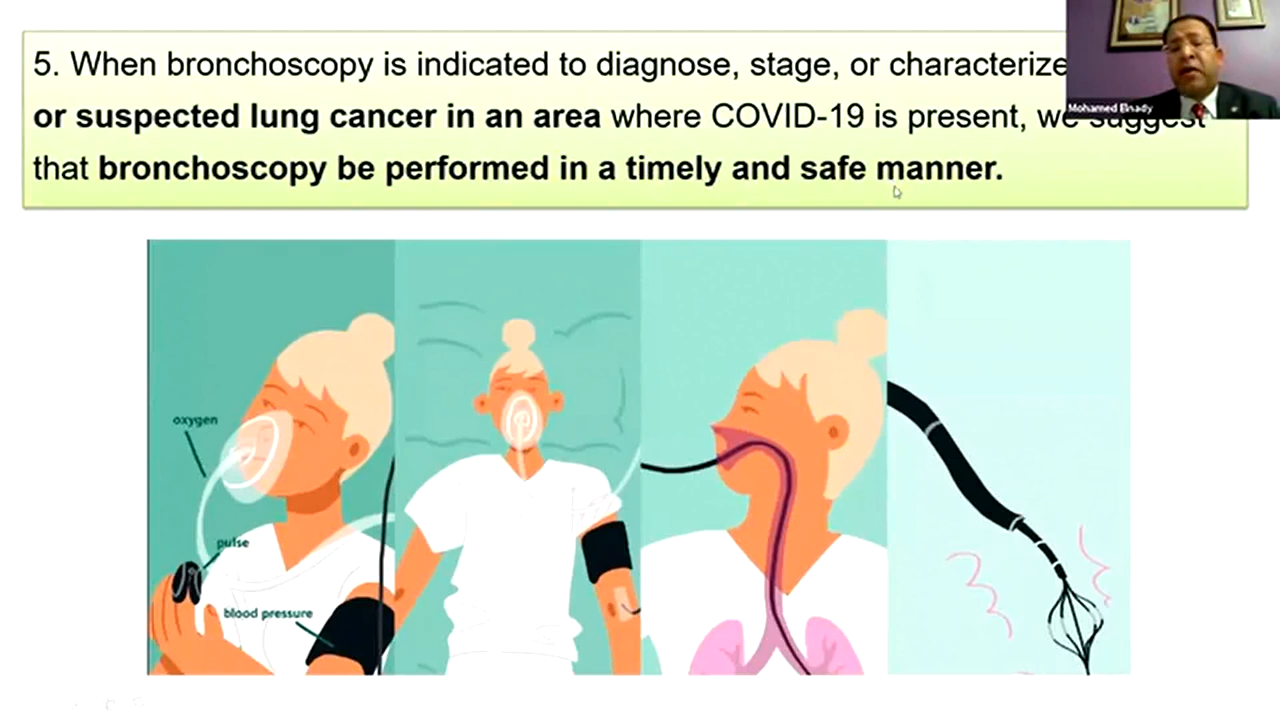 5. When bronchoscopy is indicated to diagnose, stage, or characterize
or suspected lung cancer in an area where COVID-19 is present, we suggest
that bronchoscopy be performed in a timely and safe manner.
Mohamed Elnady
oxygen
pulse
blood pressure